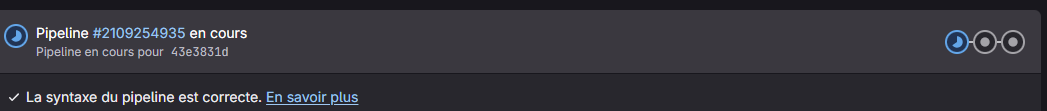 Pipeline #2109254935 en cours
Pipeline en cours pour 43e3831d
La syntaxe du pipeline est correcte. En savoir plus